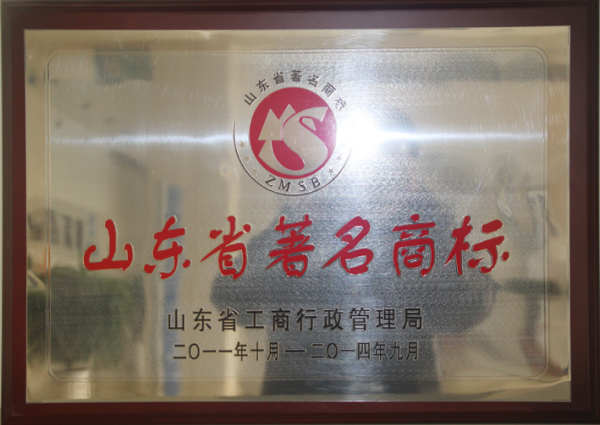 山东省著名商标
ZMSB
山东省著名商标
山东省工商行政管理局
二〇一一年十月—二〇一四年九月